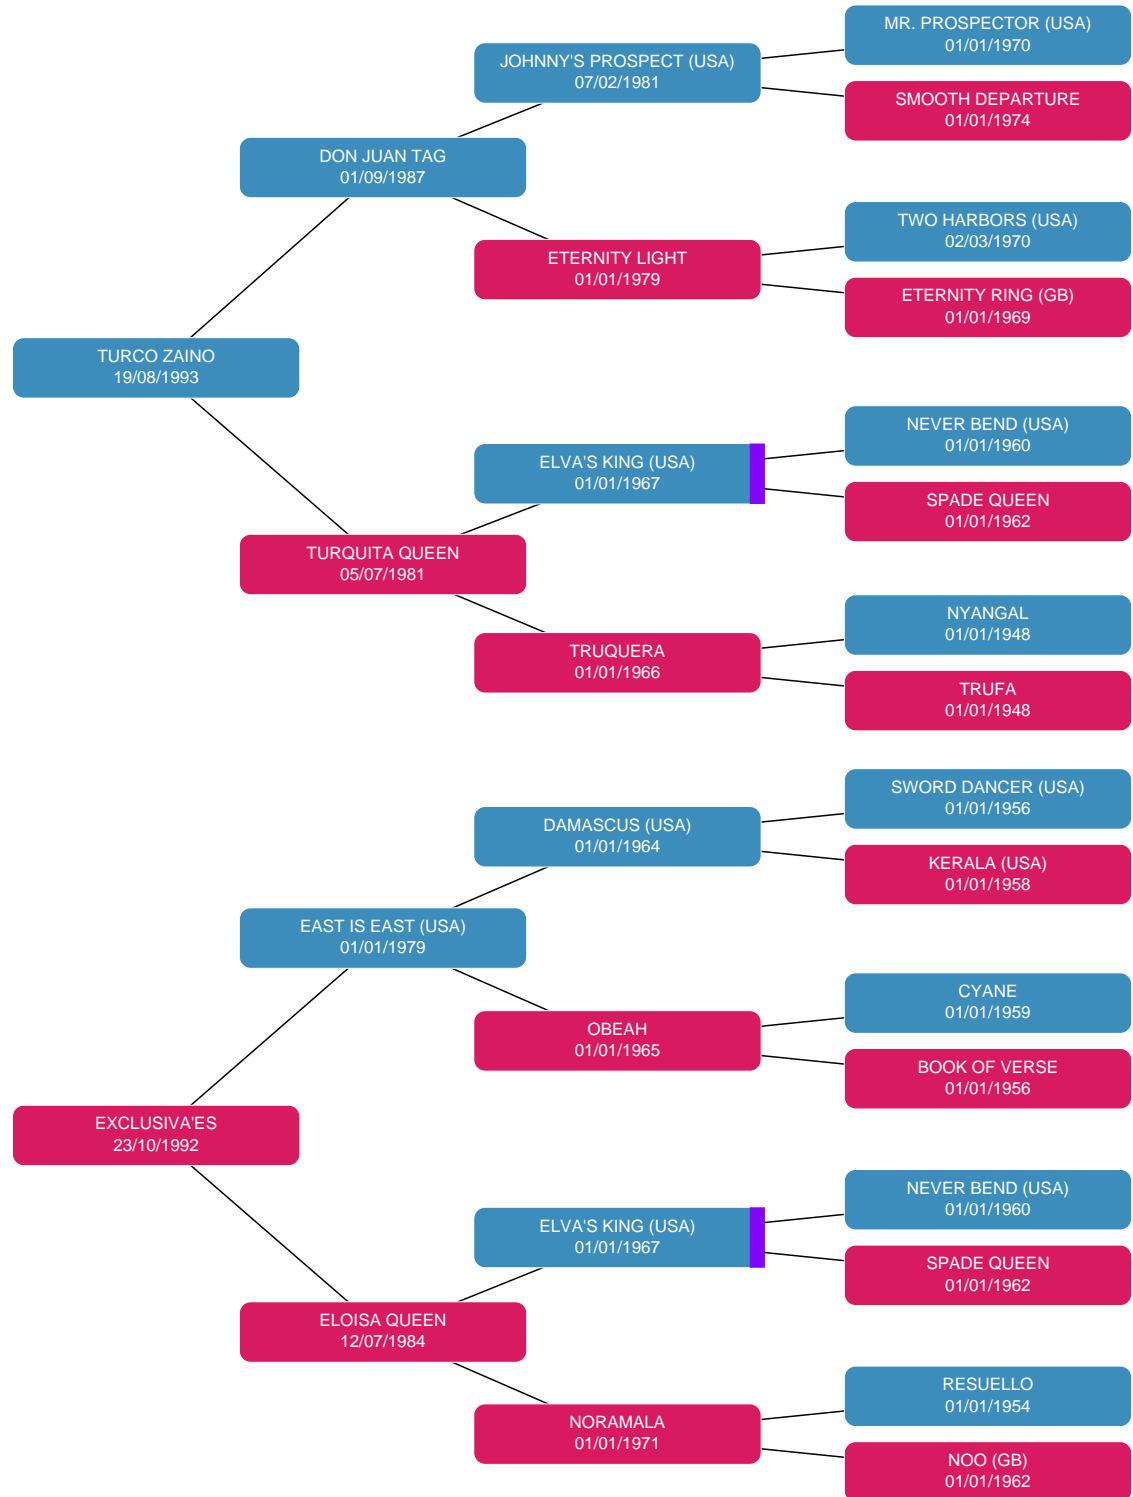 MR. PROSPECTOR (USA)
01/01/1970
JOHNNY'S PROSPECT (USA)
07/02/1981
SMOOTH DEPARTURE
01/01/1974
DON JUAN TAG
01/09/1987
TWO HARBORS (USA)
02/03/1970
ETERNITY LIGHT
01/01/1979
ETERNITY RING (GB)
01/01/1969
TURCO ZAINO
19/08/1993
NEVER BEND (USA)
01/01/1960
ELVA'S KING (USA)
01/01/1967
SPADE QUEEN
01/01/1962
TURQUITA QUEEN
05/07/1981
NYANGAL
01/01/1948
TRUQUERA
01/01/1966
TRUFA
01/01/1948
SWORD DANCER (USA)
01/01/1956
DAMASCUS (USA)
01/01/1964
KERALA (USA)
01/01/1958
EAST IS EAST (USA)
01/01/1979
CYANE
01/01/1959
OBEAH
01/01/1965
BOOK OF VERSE
01/01/1956
EXCLUSIVA'ES
23/10/1992
NEVER BEND (USA)
01/01/1960
ELVA'S KING (USA)
01/01/1967
SPADE QUEEN
01/01/1962
ELOISA QUEEN
12/07/1984
RESUELLO
01/01/1954
NORAMALA
01/01/1971
NOO (GB)
01/01/1962